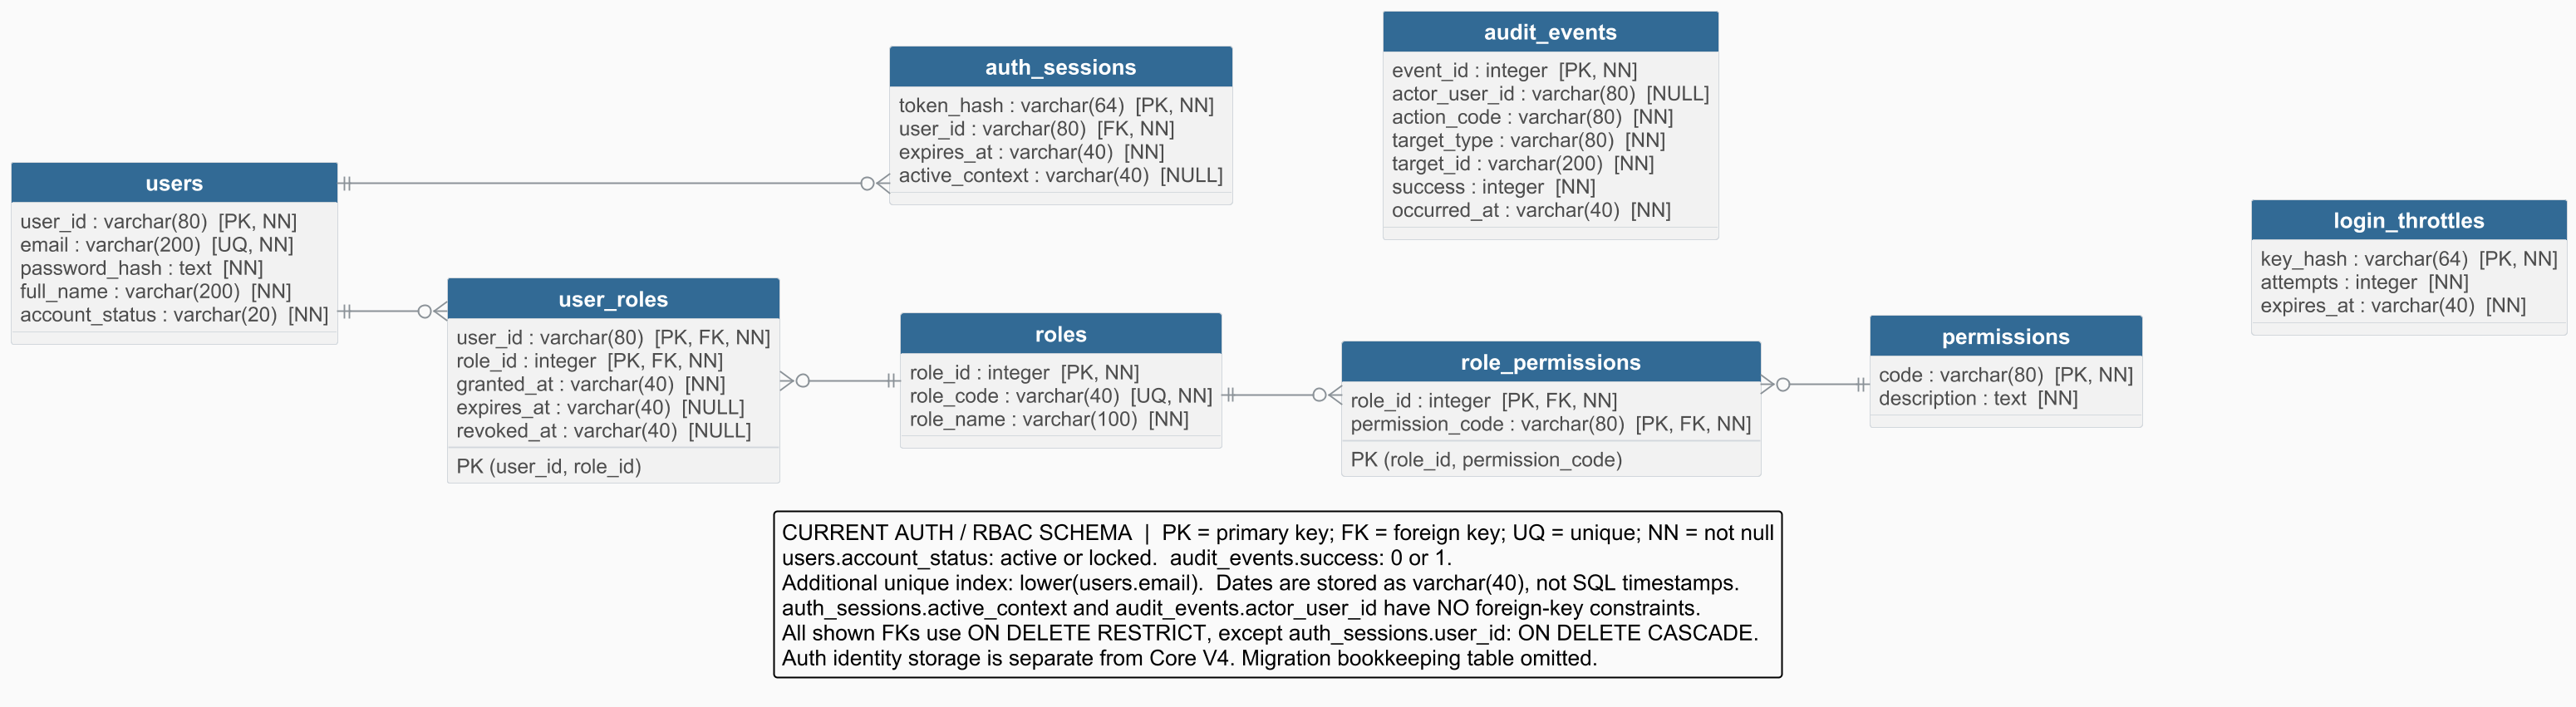 users
user_id : varchar(80)  [PK, NN]
email : varchar(200)  [UQ, NN]
password_hash : text  [NN]
full_name : varchar(200)  [NN]
account_status : varchar(20)  [NN]
auth_sessions
token_hash : varchar(64)  [PK, NN]
user_id : varchar(80)  [FK, NN]
expires_at : varchar(40)  [NN]
active_context : varchar(40)  [NULL]
user_roles
user_id : varchar(80)  [PK, FK, NN]
role_id : integer  [PK, FK, NN]
granted_at : varchar(40)  [NN]
expires_at : varchar(40)  [NULL]
revoked_at : varchar(40)  [NULL]
PK (user_id, role_id)
roles
role_id : integer  [PK, NN]
role_code : varchar(40)  [UQ, NN]
role_name : varchar(100)  [NN]
audit_events
event_id : integer  [PK, NN]
actor_user_id : varchar(80)  [NULL]
action_code : varchar(80)  [NN]
target_type : varchar(80)  [NN]
target_id : varchar(200)  [NN]
success : integer  [NN]
occurred_at : varchar(40)  [NN]
role_permissions
role_id : integer  [PK, FK, NN]
permission_code : varchar(80)  [PK, FK, NN]
PK (role_id, permission_code)
permissions
code : varchar(80)  [PK, NN]
description : text  [NN]
login_throttles
key_hash : varchar(64)  [PK, NN]
attempts : integer  [NN]
expires_at : varchar(40)  [NN]
CURRENT AUTH / RBAC SCHEMA  |  PK = primary key; FK = foreign key; UQ = unique; NN = not null
users.account_status: active or locked.  audit_events.success: 0 or 1.
Additional unique index: lower(users.email).  Dates are stored as varchar(40), not SQL timestamps.
auth_sessions.active_context and audit_events.actor_user_id have NO foreign-key constraints.
All shown FKs use ON DELETE RESTRICT, except auth_sessions.user_id: ON DELETE CASCADE.
Auth identity storage is separate from Core V4. Migration bookkeeping table omitted.